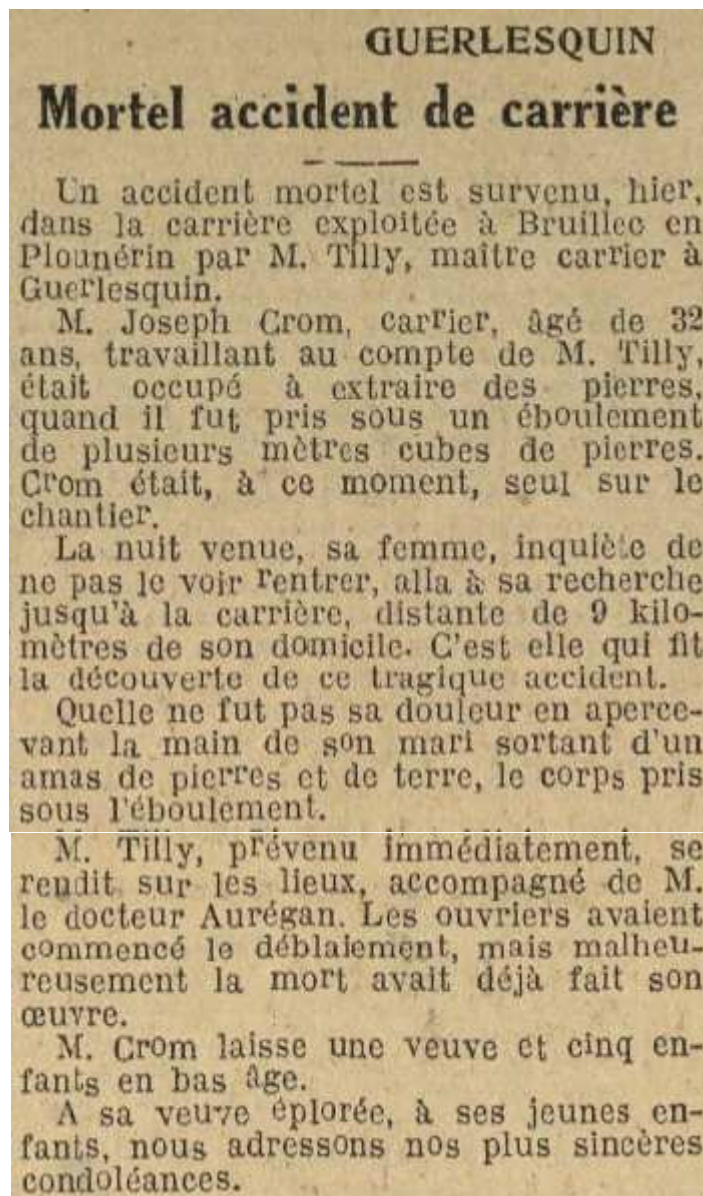 GUERLESQUIN
Mortel accident de carrière
Un accident mortel est survenu, hier,
dans la carrière exploitée à Bruillec en
Plounérin par M. Tilly, maître carrier à
Guerlesquin.
M. Joseph Crom, carrier, âgé de 32
ans, travaillant au compte de M. Tilly,
était occupé à extraire des pierres,
quand il fut pris sous un éboulement
de plusieurs mètres cubes de pierres.
Crom était, à ce moment, seul sur le
chantier.
La nuit venue, sa femme, inquiète de
ne pas le voir rentrer, alla à sa recherche
jusqu'à la carrière, distante de 9 kilo-
mètres de son domicile. C'est elle qui fit
la découverte de ce tragique accident.
Quelle ne fut pas sa douleur en aperce-
vant la main de son mari sortant d'un
amas de pierres et de terre, le corps pris
sous l'éboulement.
M. Tilly, prévenu immédiatement, se
rendit sur les lieux, accompagné de M.
le docteur Aurégan. Les ouvriers avaient
commencé le déblaiement, mais malheu-
reusement la mort avait déjà fait son
œuvre.
M. Crom laisse une veuve et cinq en-
fants en bas âge.
A sa veuve éplorée, à ses jeunes en-
fants, nous adressons nos plus sincères
condoléances.